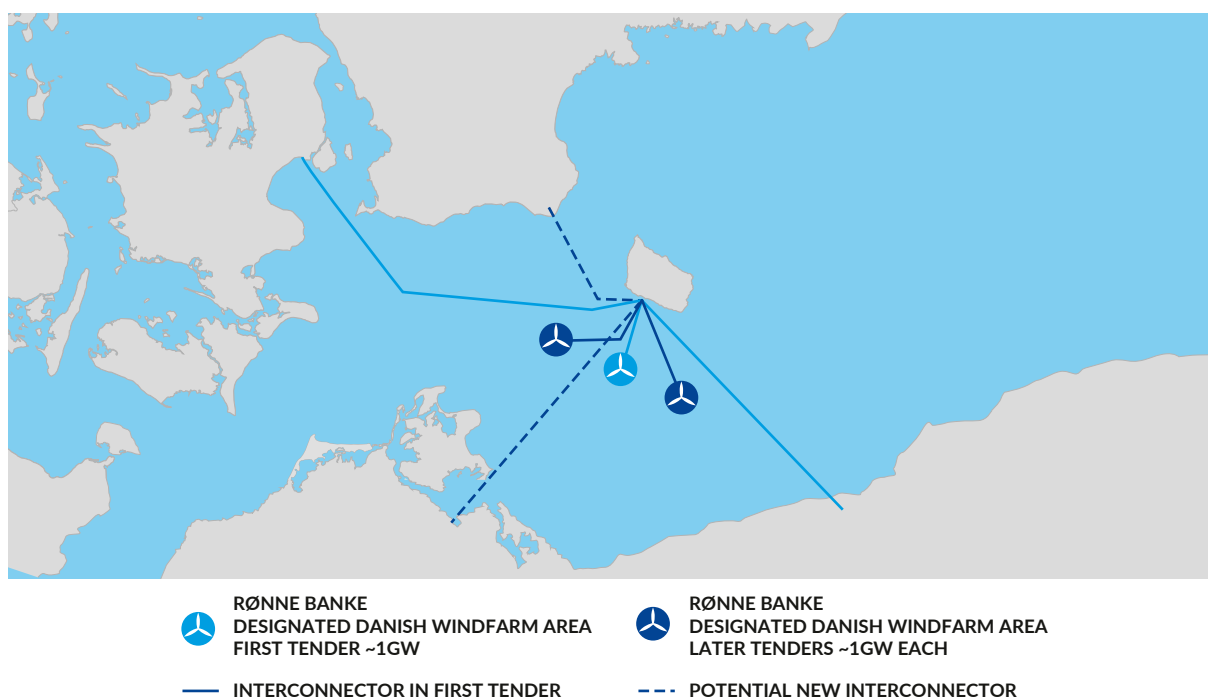 RØNNE BANKE
DESIGNATED DANISH WINDFARM AREA
FIRST TENDER ~1GW
INTERCONNECTOR IN FIRST TENDER
RØNNE BANKE
DESIGNATED DANISH WINDFARM AREA
LATER TENDERS ~1GW EACH
POTENTIAL NEW INTERCONNECTOR